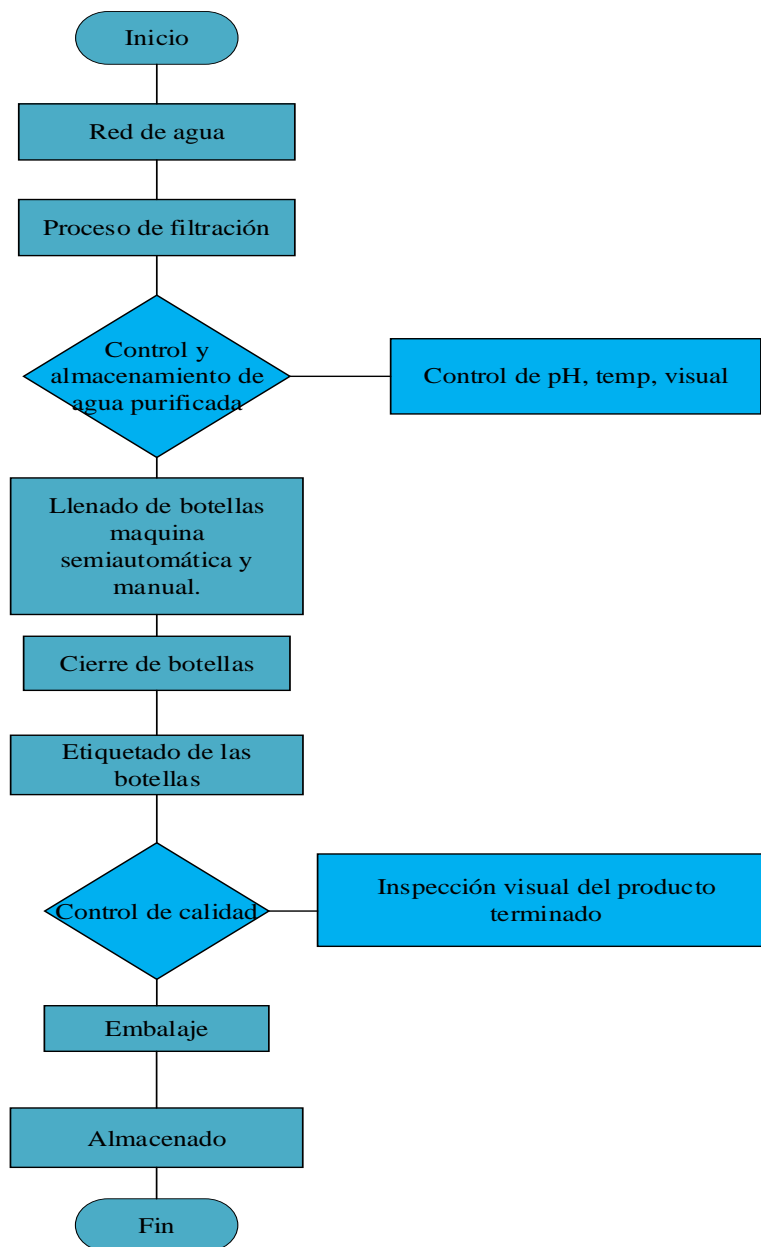 Inicio
Red de agua
Proceso de filtración
Control y
almacenamiento de
agua purificada
Control de pH, temp, visual
Llenado de botellas
maquina
semiautomática y
manual.
Cierre de botellas
Etiquetado de las
botellas
Control de calidad
Inspección visual del producto
terminado
Embalaje
Almacenado
Fin